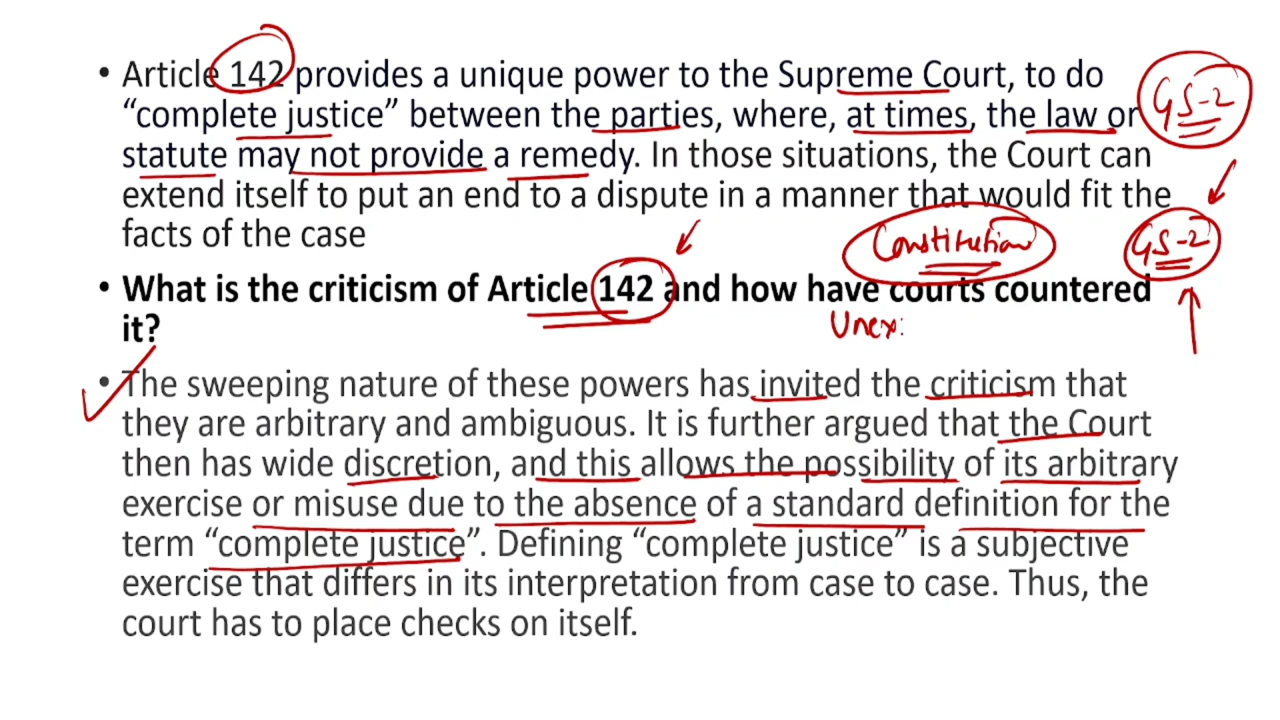 • Article 142 provides a unique power to the Supreme Court, to do
“complete justice” between the parties, where, at times, the law or
statute may not provide a remedy. In those situations, the Court can
extend itself to put an end to a dispute in a manner that would fit the
facts of the case
GS-2
Constitution
GS-2
• What is the criticism of Article 142 and how have courts countered
it?
Unex:
• The sweeping nature of these powers has invited the criticism that
they are arbitrary and ambiguous. It is further argued that the Court
then has wide discretion, and this allows the possibility of its arbitrary
exercise or misuse due to the absence of a standard definition for the
term “complete justice”. Defining “complete justice” is a subjective
exercise that differs in its interpretation from case to case. Thus, the
court has to place checks on itself.